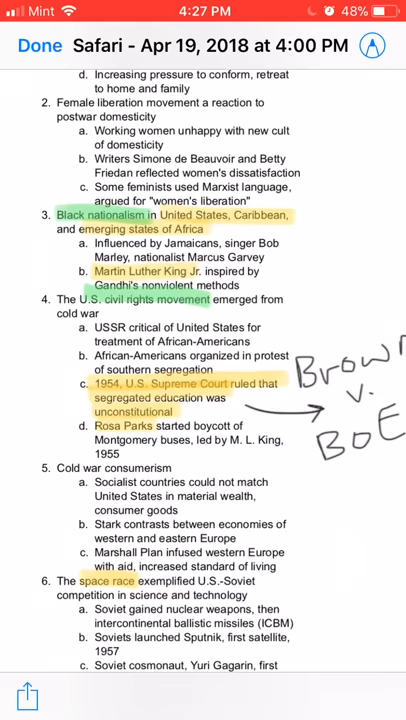 Mint
4:27 PM
48%
Done
Safari - Apr 19, 2018 at 4:00 PM
d. Increasing pressure to conform, retreat
to home and family
2. Female liberation movement a reaction to
postwar domesticity
a. Working women unhappy with new cult
of domesticity
b. Writers Simone de Beauvoir and Betty
Friedan reflected women's dissatisfaction
c. Some feminists used Marxist language,
argued for "women's liberation"
3. Black nationalism in United States, Caribbean,
and emerging states of Africa
a. Influenced by Jamaicans, singer Bob
Marley, nationalist Marcus Garvey
b. Martin Luther King Jr. inspired by
Gandhi's nonviolent methods
4. The U.S. civil rights movement emerged from
cold war
a. USSR critical of United States for
treatment of African-Americans
b. African-Americans organized in protest
of southern segregation
c. 1954, U.S. Supreme Court ruled that
segregated education was
unconstitutional
Brown
v.
BoE
d. Rosa Parks started boycott of
Montgomery buses, led by M. L. King,
1955
5. Cold war consumerism
a. Socialist countries could not match
United States in material wealth,
consumer goods
b. Stark contrasts between economies of
western and eastern Europe
c. Marshall Plan infused western Europe
with aid, increased standard of living
6. The space race exemplified U.S.-Soviet
competition in science and technology
a. Soviet gained nuclear weapons, then
intercontinental ballistic missiles (ICBM)
b. Soviets launched Sputnik, first satellite,
1957
c. Soviet cosmonaut, Yuri Gagarin, first